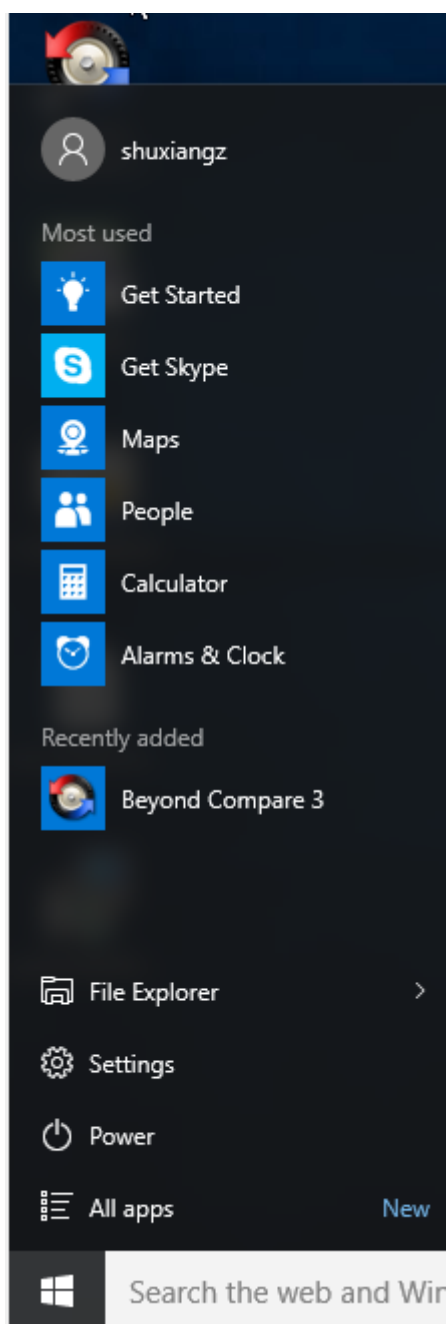 shuxiangz
Most used
Get Started
Get Skype
Maps
People
Calculator
Alarms & Clock
Recently added
Beyond Compare 3
File Explorer
Settings
Power
All apps New
Search the web and Win